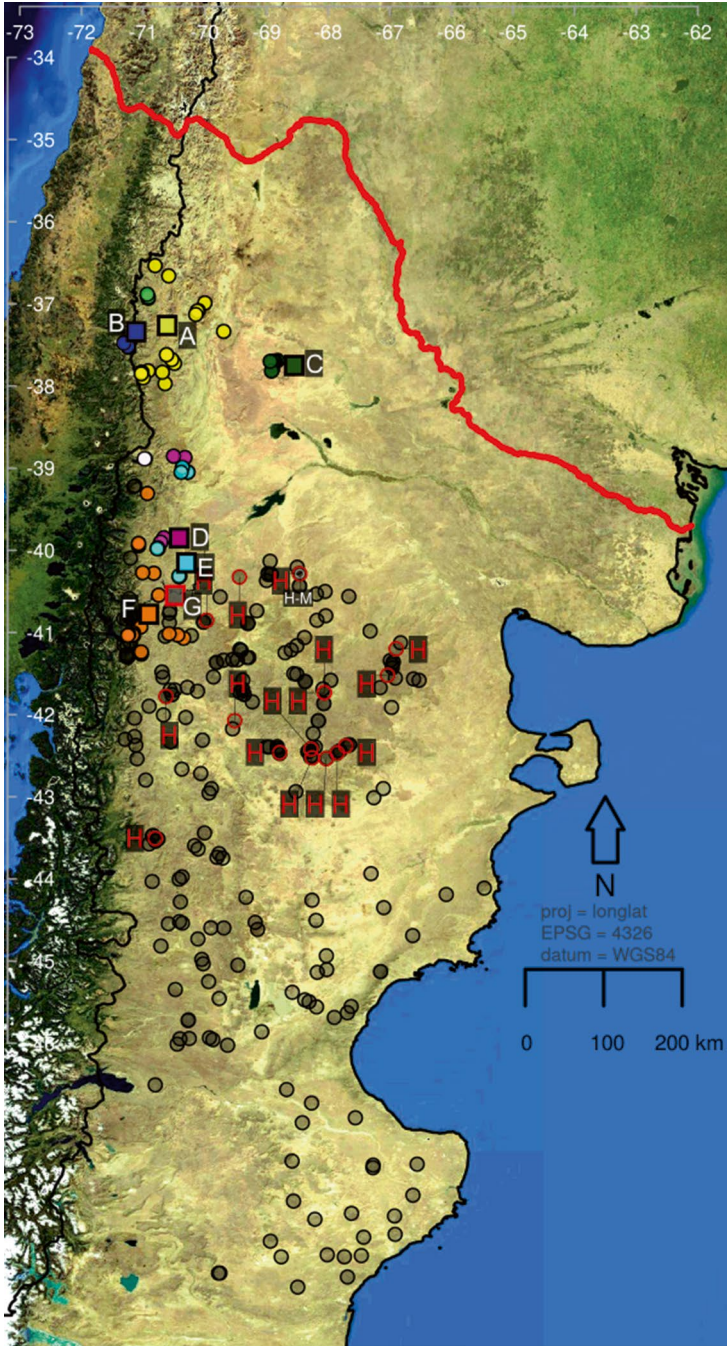 -73 -72 -71 -70 -69 -68 -67 -66 -65 -64 -63 -62
-34
-35
-36
-37
B
A
C
-38
-39
D
-40
E
H
H
H-M
F
G
H
-41
H
H
H
H
H
H
-42
H
H
H
-43
H
H
H
H
-44
N
proj = longlat
EPSG = 4326
datum = WGS84
-45
0 100 200 km